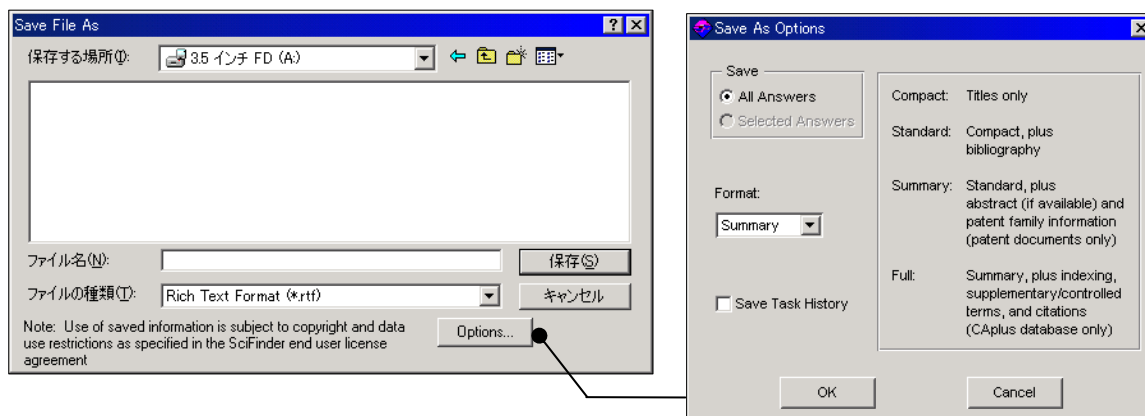 Save File As
保存する場所(I):
3.5 インチ FD (A:)
ファイル名(N):
保存(S)
ファイルの種類(T):
Rich Text Format (*.rtf)
キャンセル
Note: Use of saved information is subject to copyright and data
use restrictions as specified in the SciFinder end user license
agreement
Options...
Save As Options
Save
All Answers
Selected Answers
Format:
Summary
Save Task History
Compact: Titles only
Standard: Compact, plus
bibliography
Summary: Standard, plus
abstract (if available) and
patent family information
(patent documents only)
Full: Summary, plus indexing,
supplementary/controlled
terms, and citations
(CAplus database only)
OK
Cancel